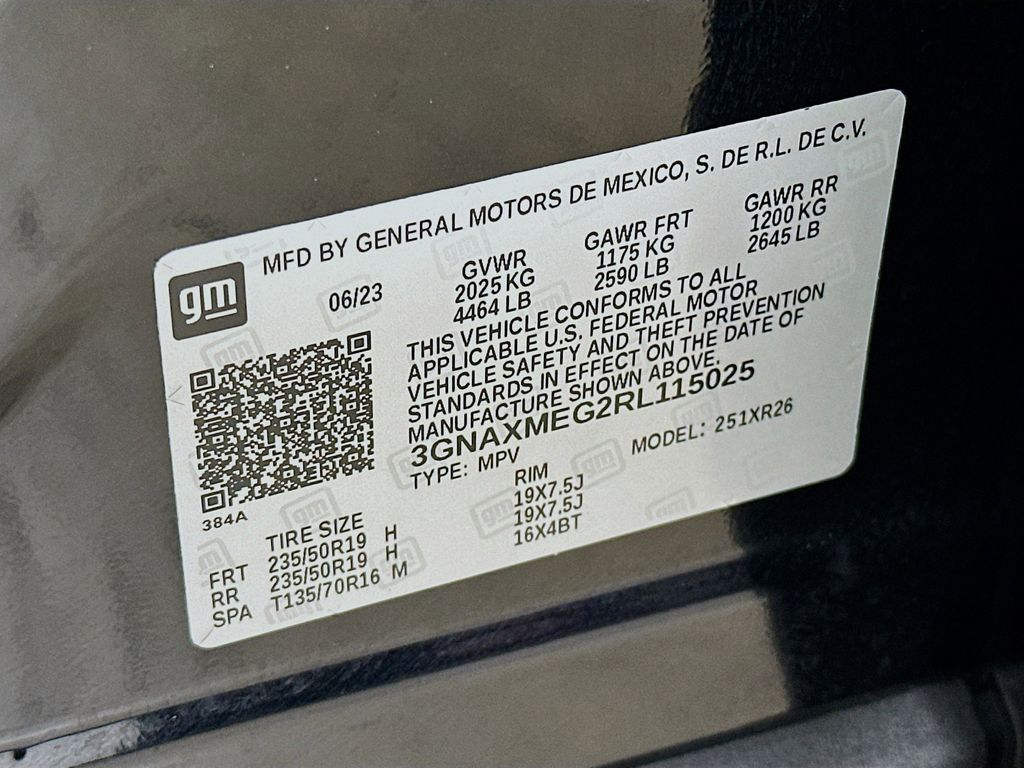 MFD BY GENERAL MOTORS DE MEXICO, S. DE R.L. DE C.V.
gm
06/23
GVWR
2025 KG
4464 LB
GAWR FRT
1175 KG
2590 LB
GAWR RR
1200 KG
2645 LB
THIS VEHICLE CONFORMS TO ALL
APPLICABLE U.S. FEDERAL MOTOR
VEHICLE SAFETY AND THEFT PREVENTION
STANDARDS IN EFFECT ON THE DATE OF
MANUFACTURE SHOWN ABOVE.
3GNAXMEG2RL115025
TYPE: MPV MODEL: 251XR26
384A
TIRE SIZE RIM
FRT 235/50R19 H 19X7.5J
RR 235/50R19 H 19X7.5J
SPA T135/70R16 M 16X4BT